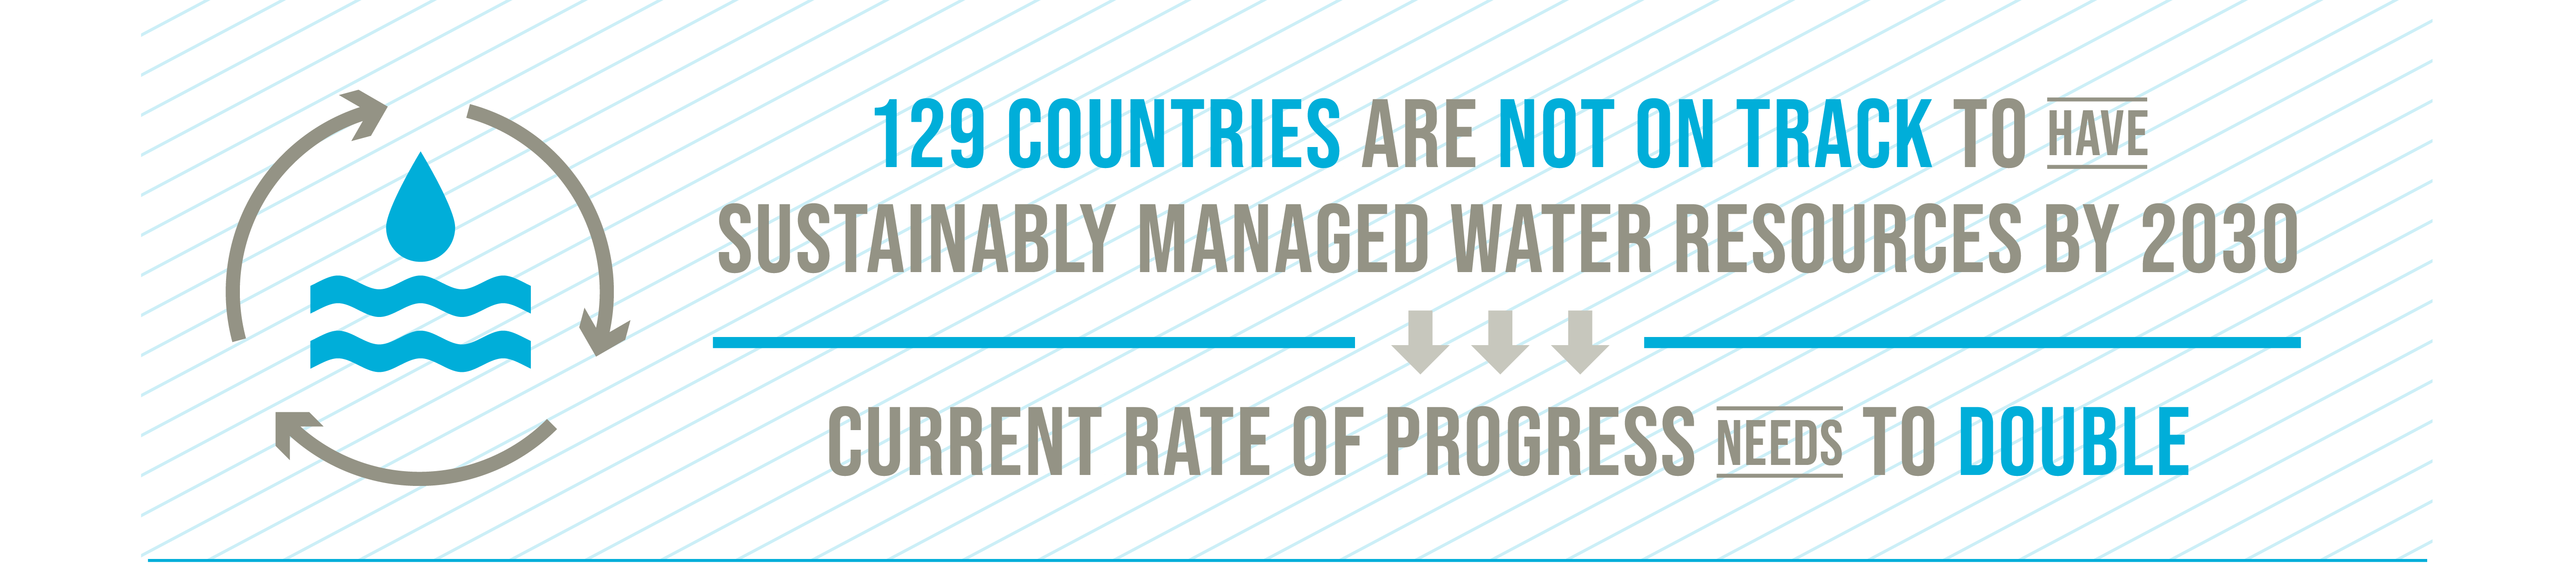 129 COUNTRIES ARE NOT ON TRACK TO HAVE
SUSTAINABLY MANAGED WATER RESOURCES BY 2030
CURRENT RATE OF PROGRESS NEEDS TO DOUBLE